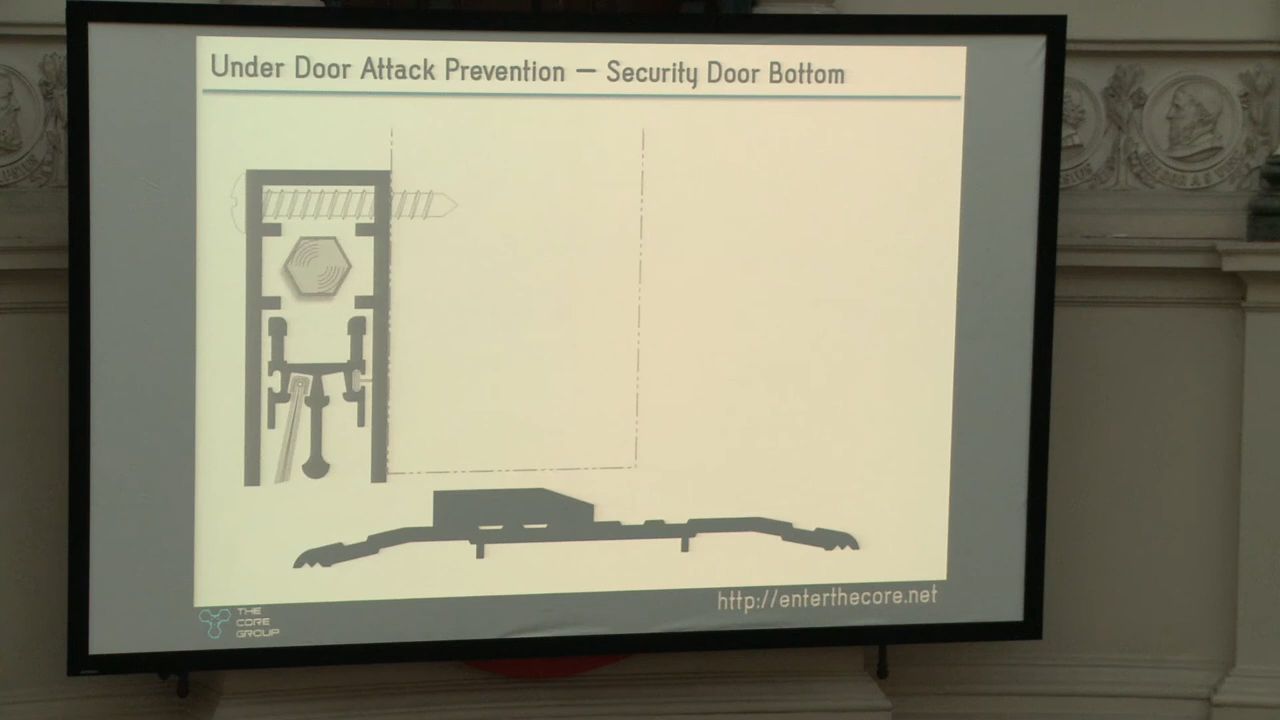 Under Door Attack Prevention — Security Door Bottom
THE
CORE
GROUP
http://enterthecore.net